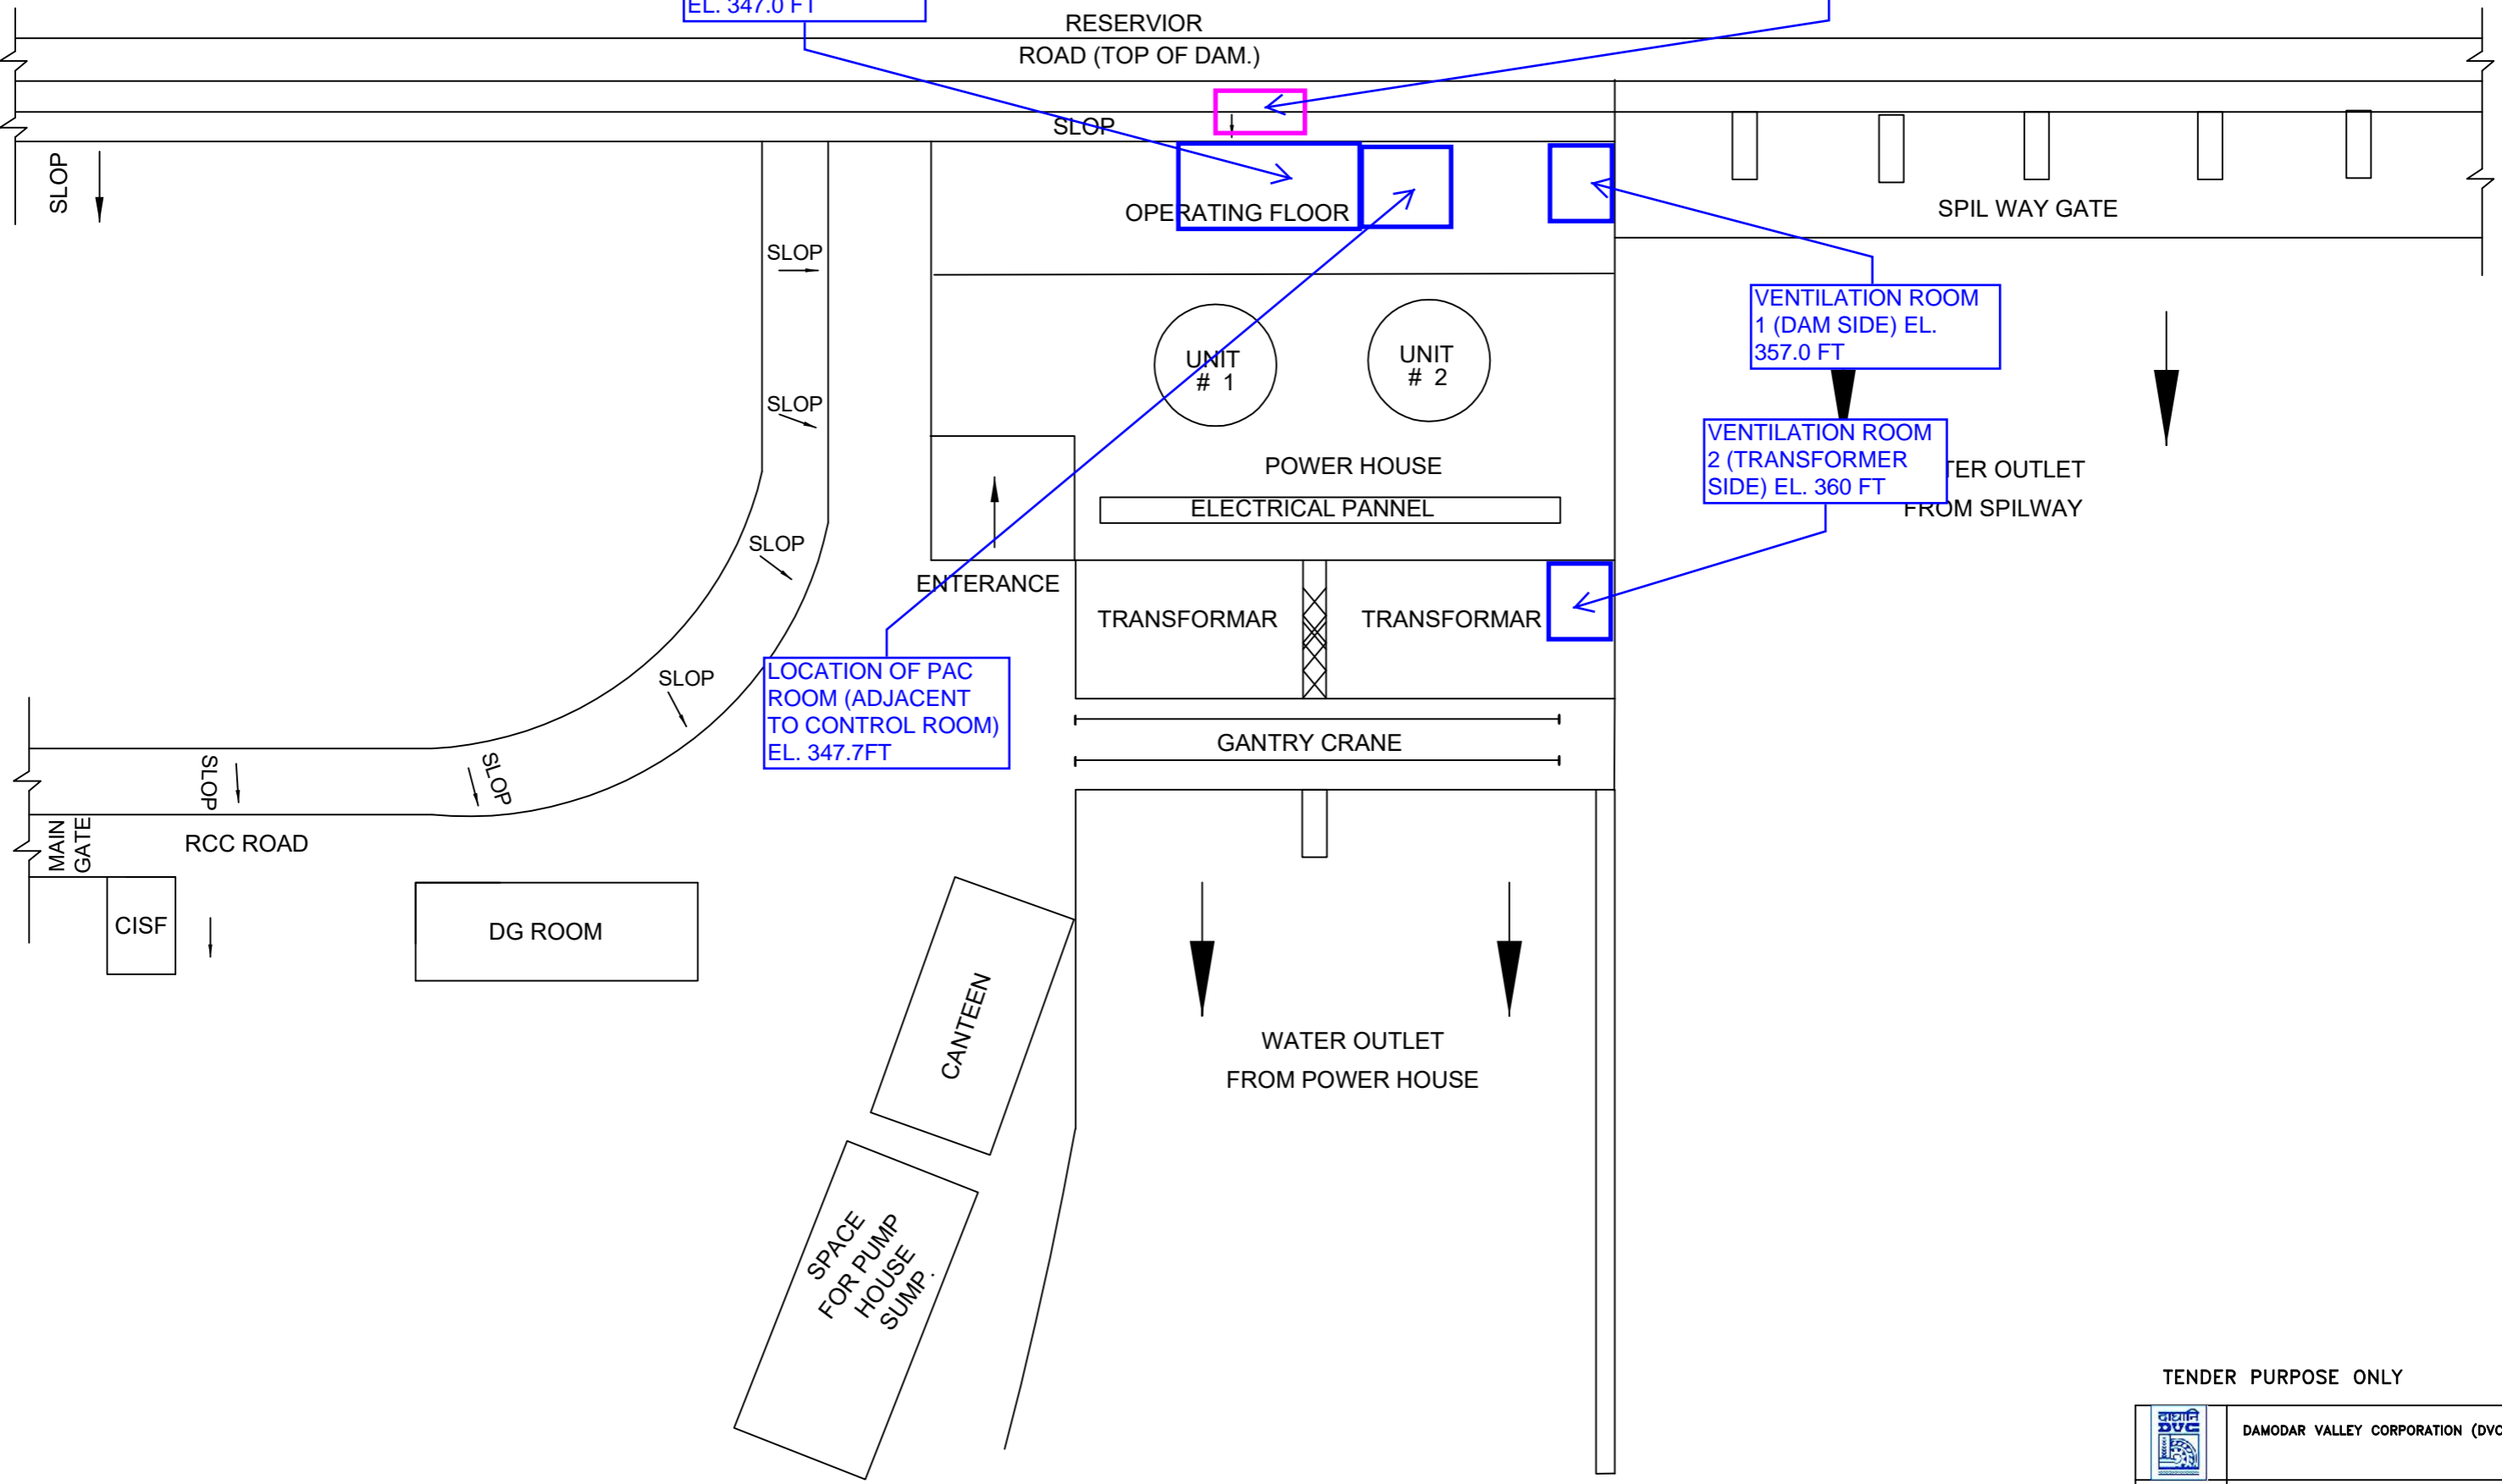 EL. 347.0 FT
RESERVIOR
ROAD (TOP OF DAM.)
SLOP
SLOP
OPERATING FLOOR
SPIL WAY GATE
SLOP
VENTILATION ROOM
1 (DAM SIDE) EL.
357.0 FT
UNIT
# 1
UNIT
# 2
SLOP
VENTILATION ROOM
2 (TRANSFORMER
SIDE) EL. 360 FT
POWER HOUSE
TER OUTLET
FROM SPILWAY
ELECTRICAL PANNEL
SLOP
ENTERANCE
TRANSFORMAR
TRANSFORMAR
SLOP
LOCATION OF PAC
ROOM (ADJACENT
TO CONTROL ROOM)
EL. 347.7FT
GANTRY CRANE
SLOP
SLOP
MAIN
GATE
RCC ROAD
CISF
DG ROOM
CANTEEN
WATER OUTLET
FROM POWER HOUSE
SPACE
FOR PUMP
HOUSE
SUMP.
TENDER PURPOSE ONLY
दाघानि
DVC
DAMODAR VALLEY CORPORATION (DVC